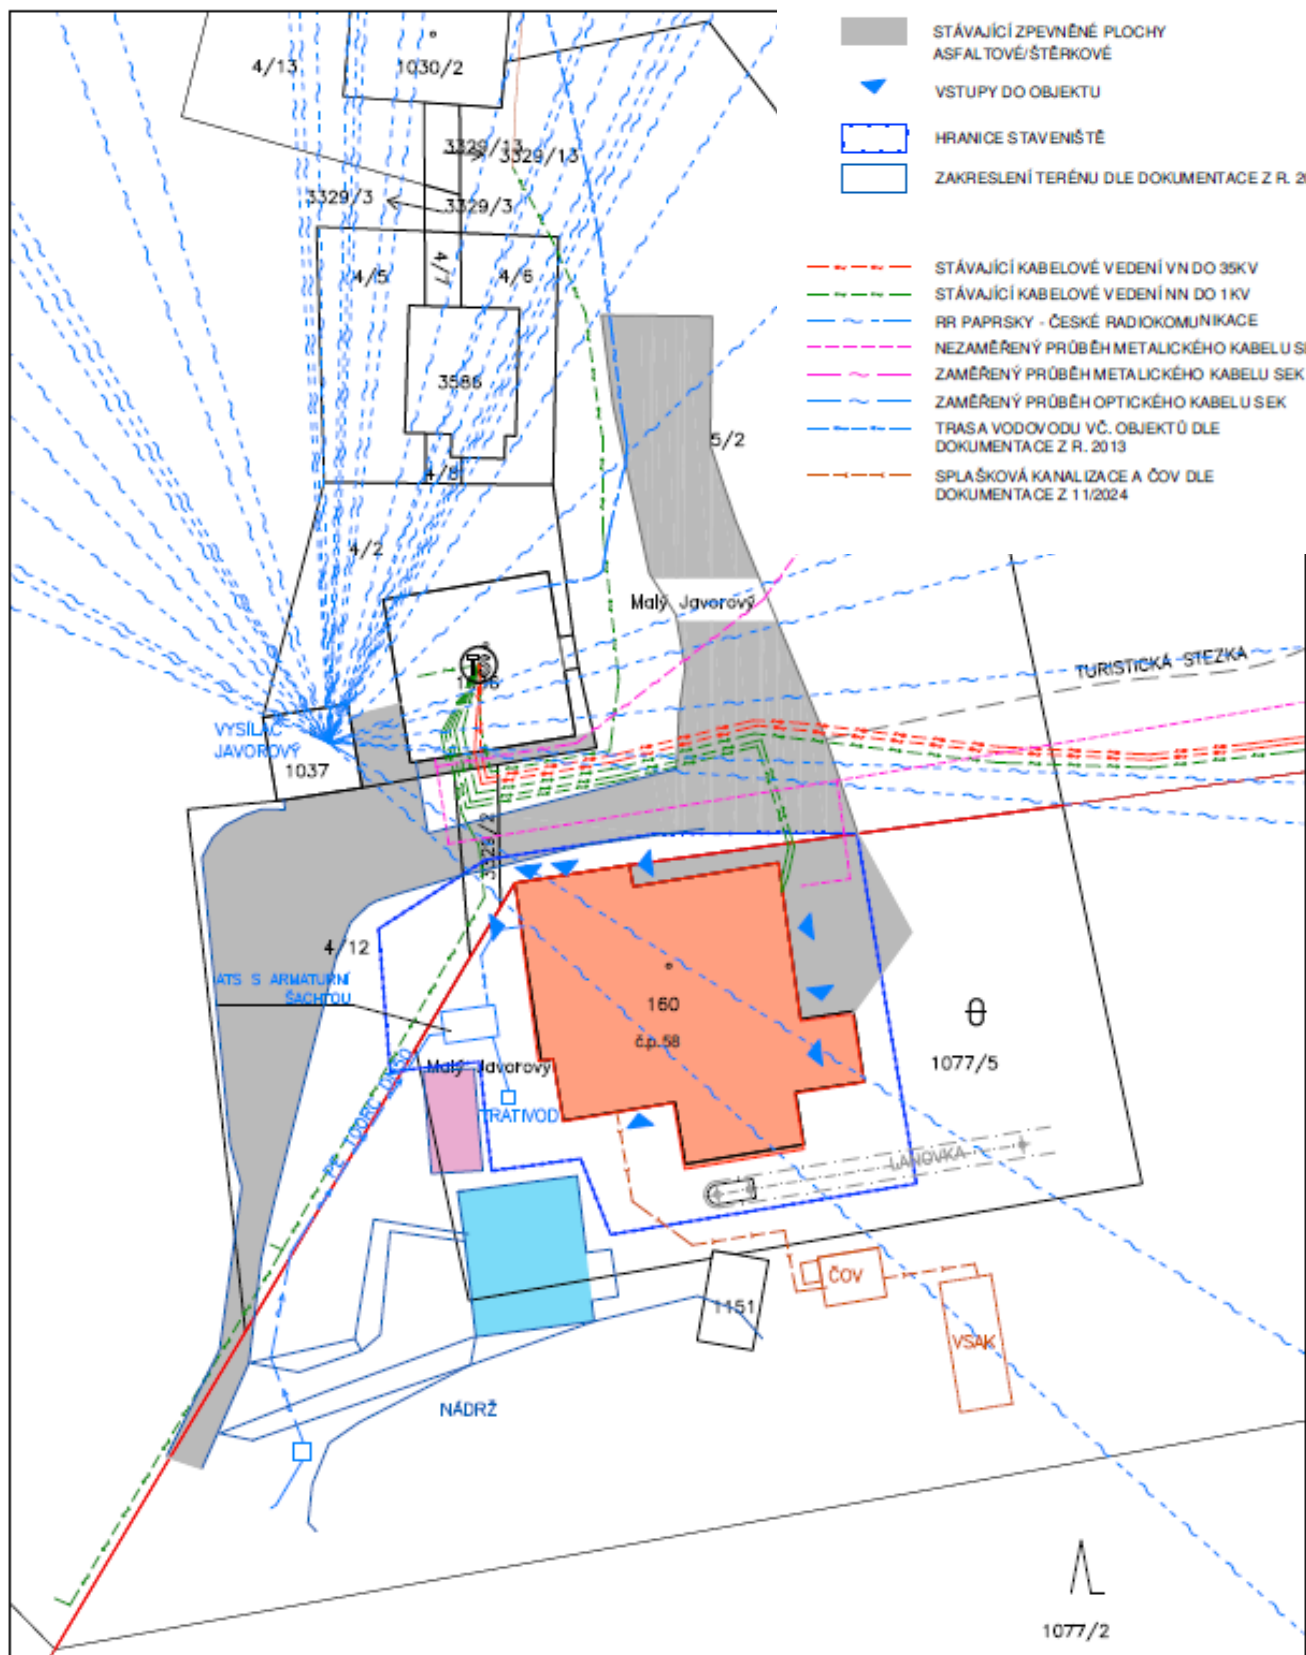 STÁVAJÍCÍ ZPEVNĚNÉ PLOCHY
ASFALTOVÉ/ŠTĚRKOVÉ
VSTUPY DO OBJEKTU
HRANICE STAVENIŠTĚ
ZAKRESLENÍ TERÉNU DLE DOKUMENTACE Z R. 20
STÁVAJÍCÍ KABELOVÉ VEDENÍ VN DO 35KV
STÁVAJÍCÍ KABELOVÉ VEDENÍ NN DO 1KV
RR PAPRSKY - ČESKÉ RADIOKOMUNIKACE
NEZAMĚŘENÝ PRŮBĚH METALICKÉHO KABELU S
ZAMĚŘENÝ PRŮBĚH METALICKÉHO KABELU SEK
ZAMĚŘENÝ PRŮBĚH OPTICKÉHO KABELU SEK
TRASA VODOVODU VČ. OBJEKTŮ DLE
DOKUMENTACE Z R. 2013
SPLAŠKOVÁ KANALIZACE A ČOV DLE
DOKUMENTACE Z 11/2024
4/13
1030/2
3329/13
3329/13
3329/3
3329/3
4/5
4/7
4/6
3586
5/2
4/8
4/2
Malý Javorový
TURISTICKÁ STEZKA
VYSÍLAČ
JAVOROVÝ
1037
4/12
ATS S ARMATURNÍ
ŠACHTOU
160
č.p.58
1077/5
Malý Javorový
TRATIVOD
LANOVKA
ČOV
1151
VSAK
NÁDRŽ
1077/2